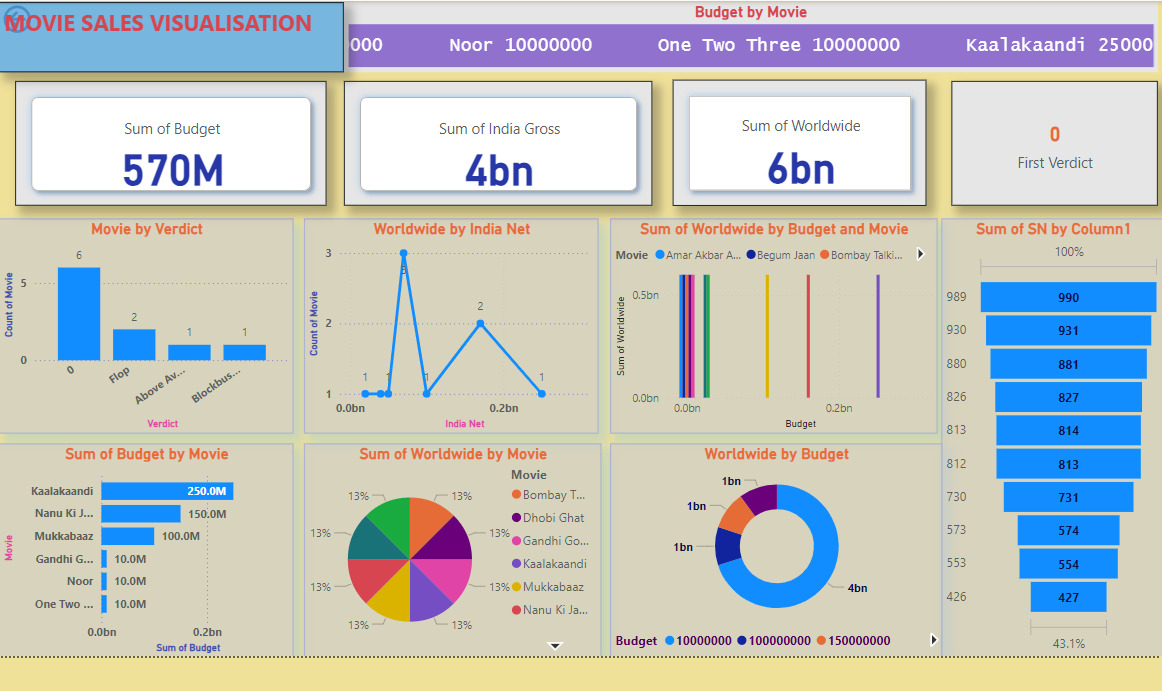 MOVIE SALES VISUALISATION
Budget by Movie
000 Noor 10000000 One Two Three 10000000 Kaalakaandi 25000
Sum of Budget
570M
Sum of India Gross
4bn
Sum of Worldwide
6bn
0
First Verdict
Movie by Verdict
Count of Movie
5
0
6
2
1
1
0
Flop
Above Av...
Blockbus...
Verdict
Worldwide by India Net
Count of Movie
3
2
1
3
2
1
1
1
1
0.0bn
0.2bn
India Net
Sum of Worldwide by Budget and Movie
Movie Amar Akbar A... Begum Jaan Bombay Talki...
Sum of Worldwide
0.5bn
0.0bn
0.0bn
0.2bn
Budget
Sum of SN by Column1
100%
989 990
930 931
880 881
826 827
813 814
812 813
730 731
573 574
553 554
426 427
43.1%
Sum of Budget by Movie
Movie
Kaalakaandi 250.0M
Nanu Ki J... 150.0M
Mukkabaaz 100.0M
Gandhi G... 10.0M
Noor 10.0M
One Two ... 10.0M
0.0bn
0.2bn
Sum of Budget
Sum of Worldwide by Movie
13%
13%
13%
13%
13%
13%
13%
13%
Movie
Bombay T...
Dhobi Ghat
Gandhi Go...
Kaalakaandi
Mukkabaaz
Nanu Ki Ja...
Worldwide by Budget
1bn
1bn
1bn
4bn
Budget 10000000 100000000 150000000